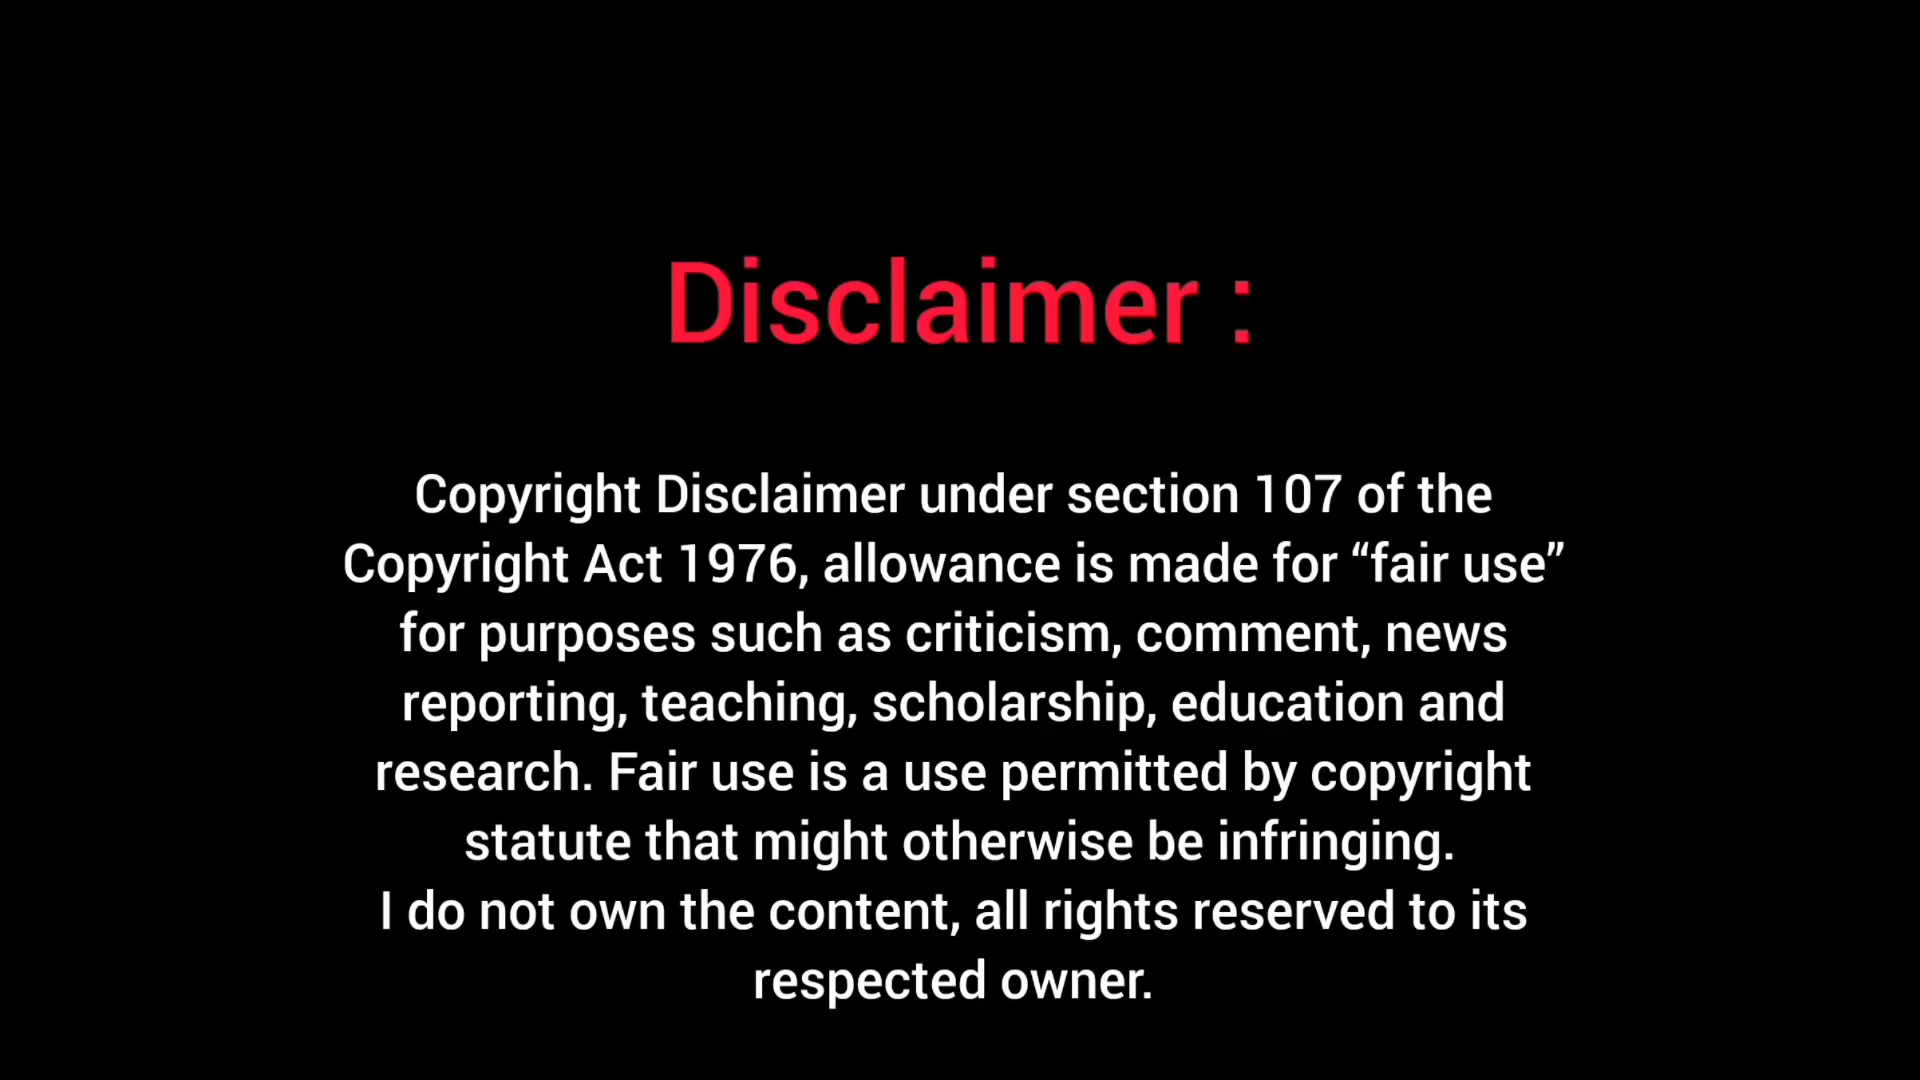 Disclaimer :
Copyright Disclaimer under section 107 of the
Copyright Act 1976, allowance is made for “fair use”
for purposes such as criticism, comment, news
reporting, teaching, scholarship, education and
research. Fair use is a use permitted by copyright
statute that might otherwise be infringing.
I do not own the content, all rights reserved to its
respected owner.